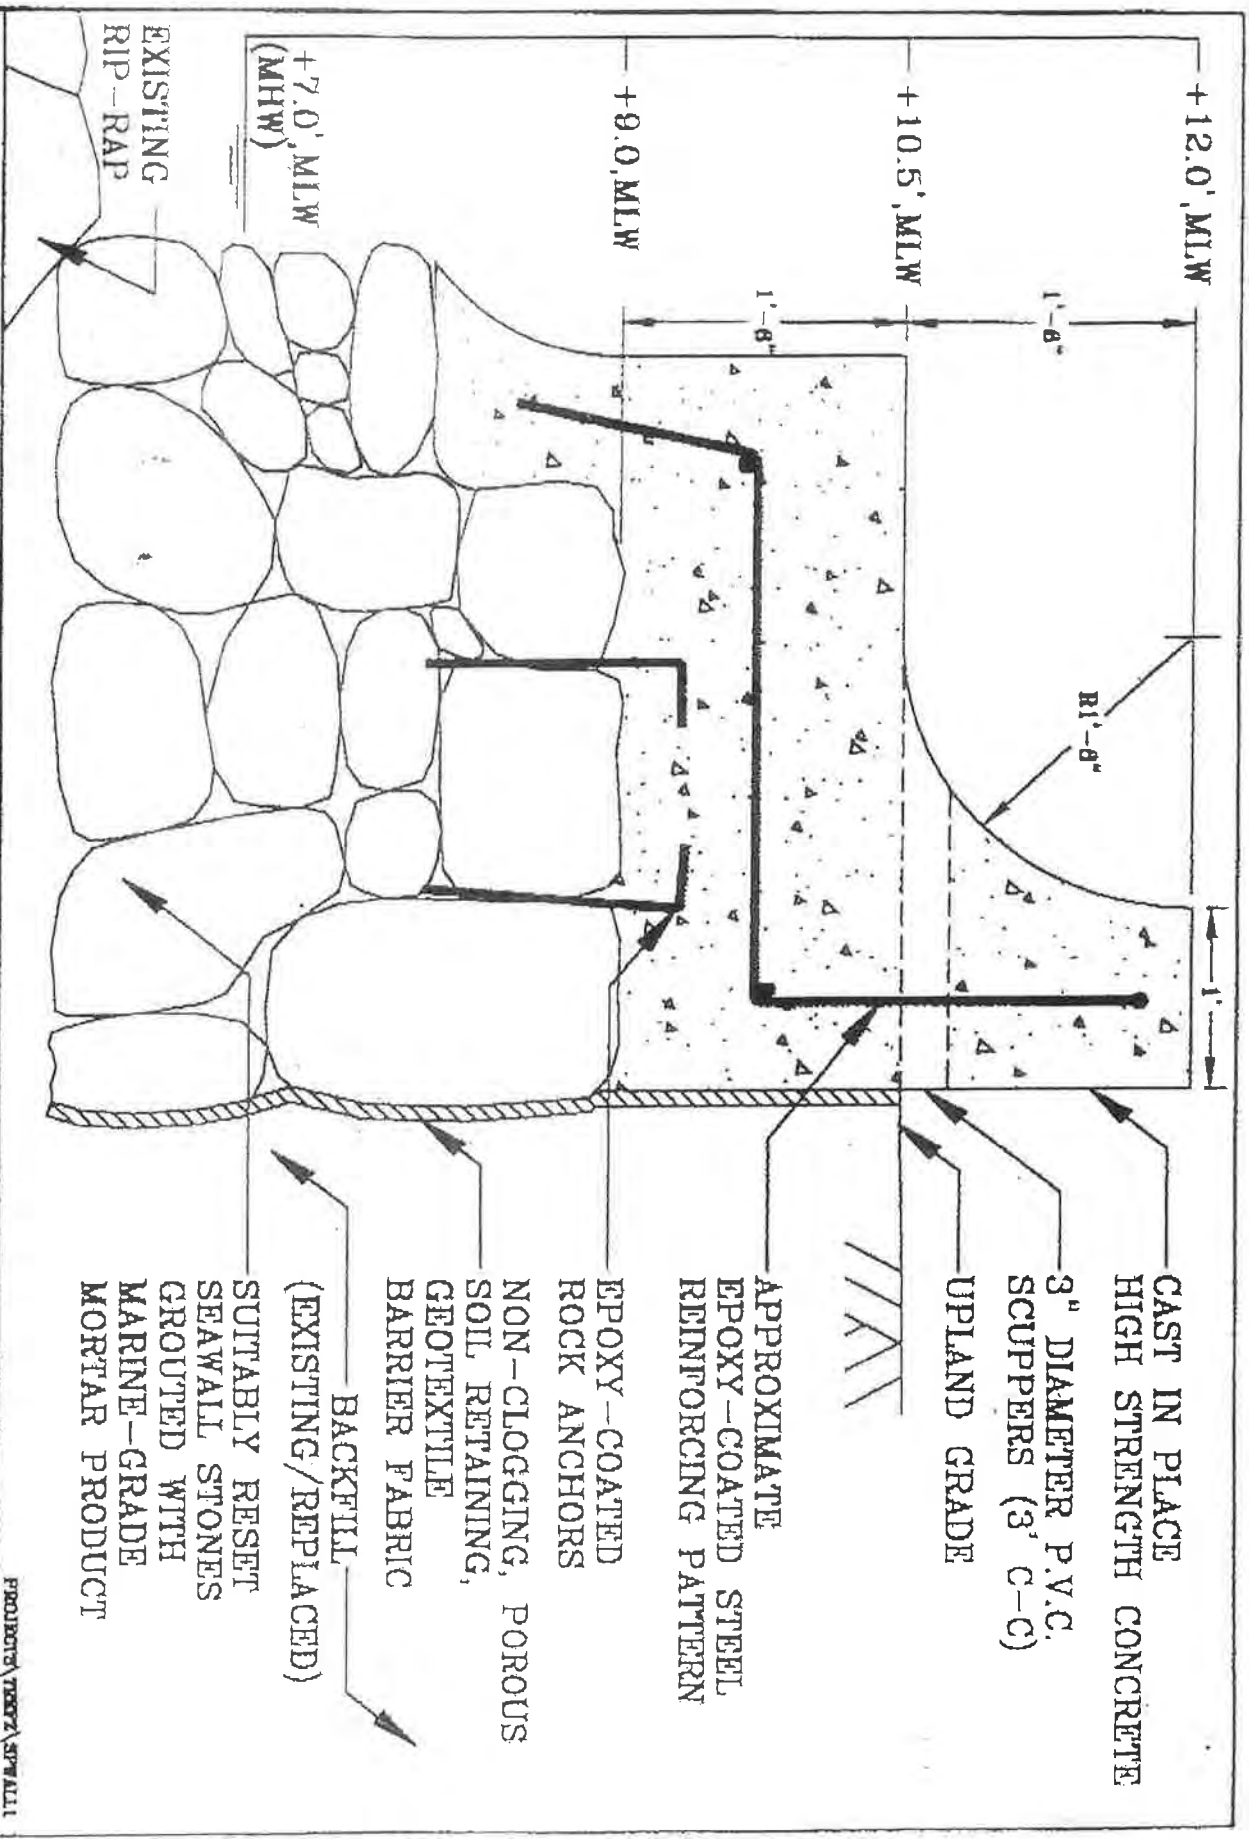 +12.0', MLW
+10.5', MLW
+9.0, MLW
+7.0', MLW
(MHW)
EXISTING
RIP-RAP
1'-6"
1'-6"
R1'-6"
1'
CAST IN PLACE
HIGH STRENGTH CONCRETE
3" DIAMETER P.V.C.
SCUPPERS (3' C-C)
UPLAND GRADE
APPROXIMATE
EPOXY-COATED STEEL
REINFORCING PATTERN
EPOXY-COATED
ROCK ANCHORS
NON-CLOGGING, POROUS
SOIL RETAINING,
GEOTEXTILE
BARRIER FABRIC
BACKFILL
(EXISTING/REPLACED)
SUITABLY RESET
SEAWALL STONES
GROUTED WITH
MARINE-GRADE
MORTAR PRODUCT